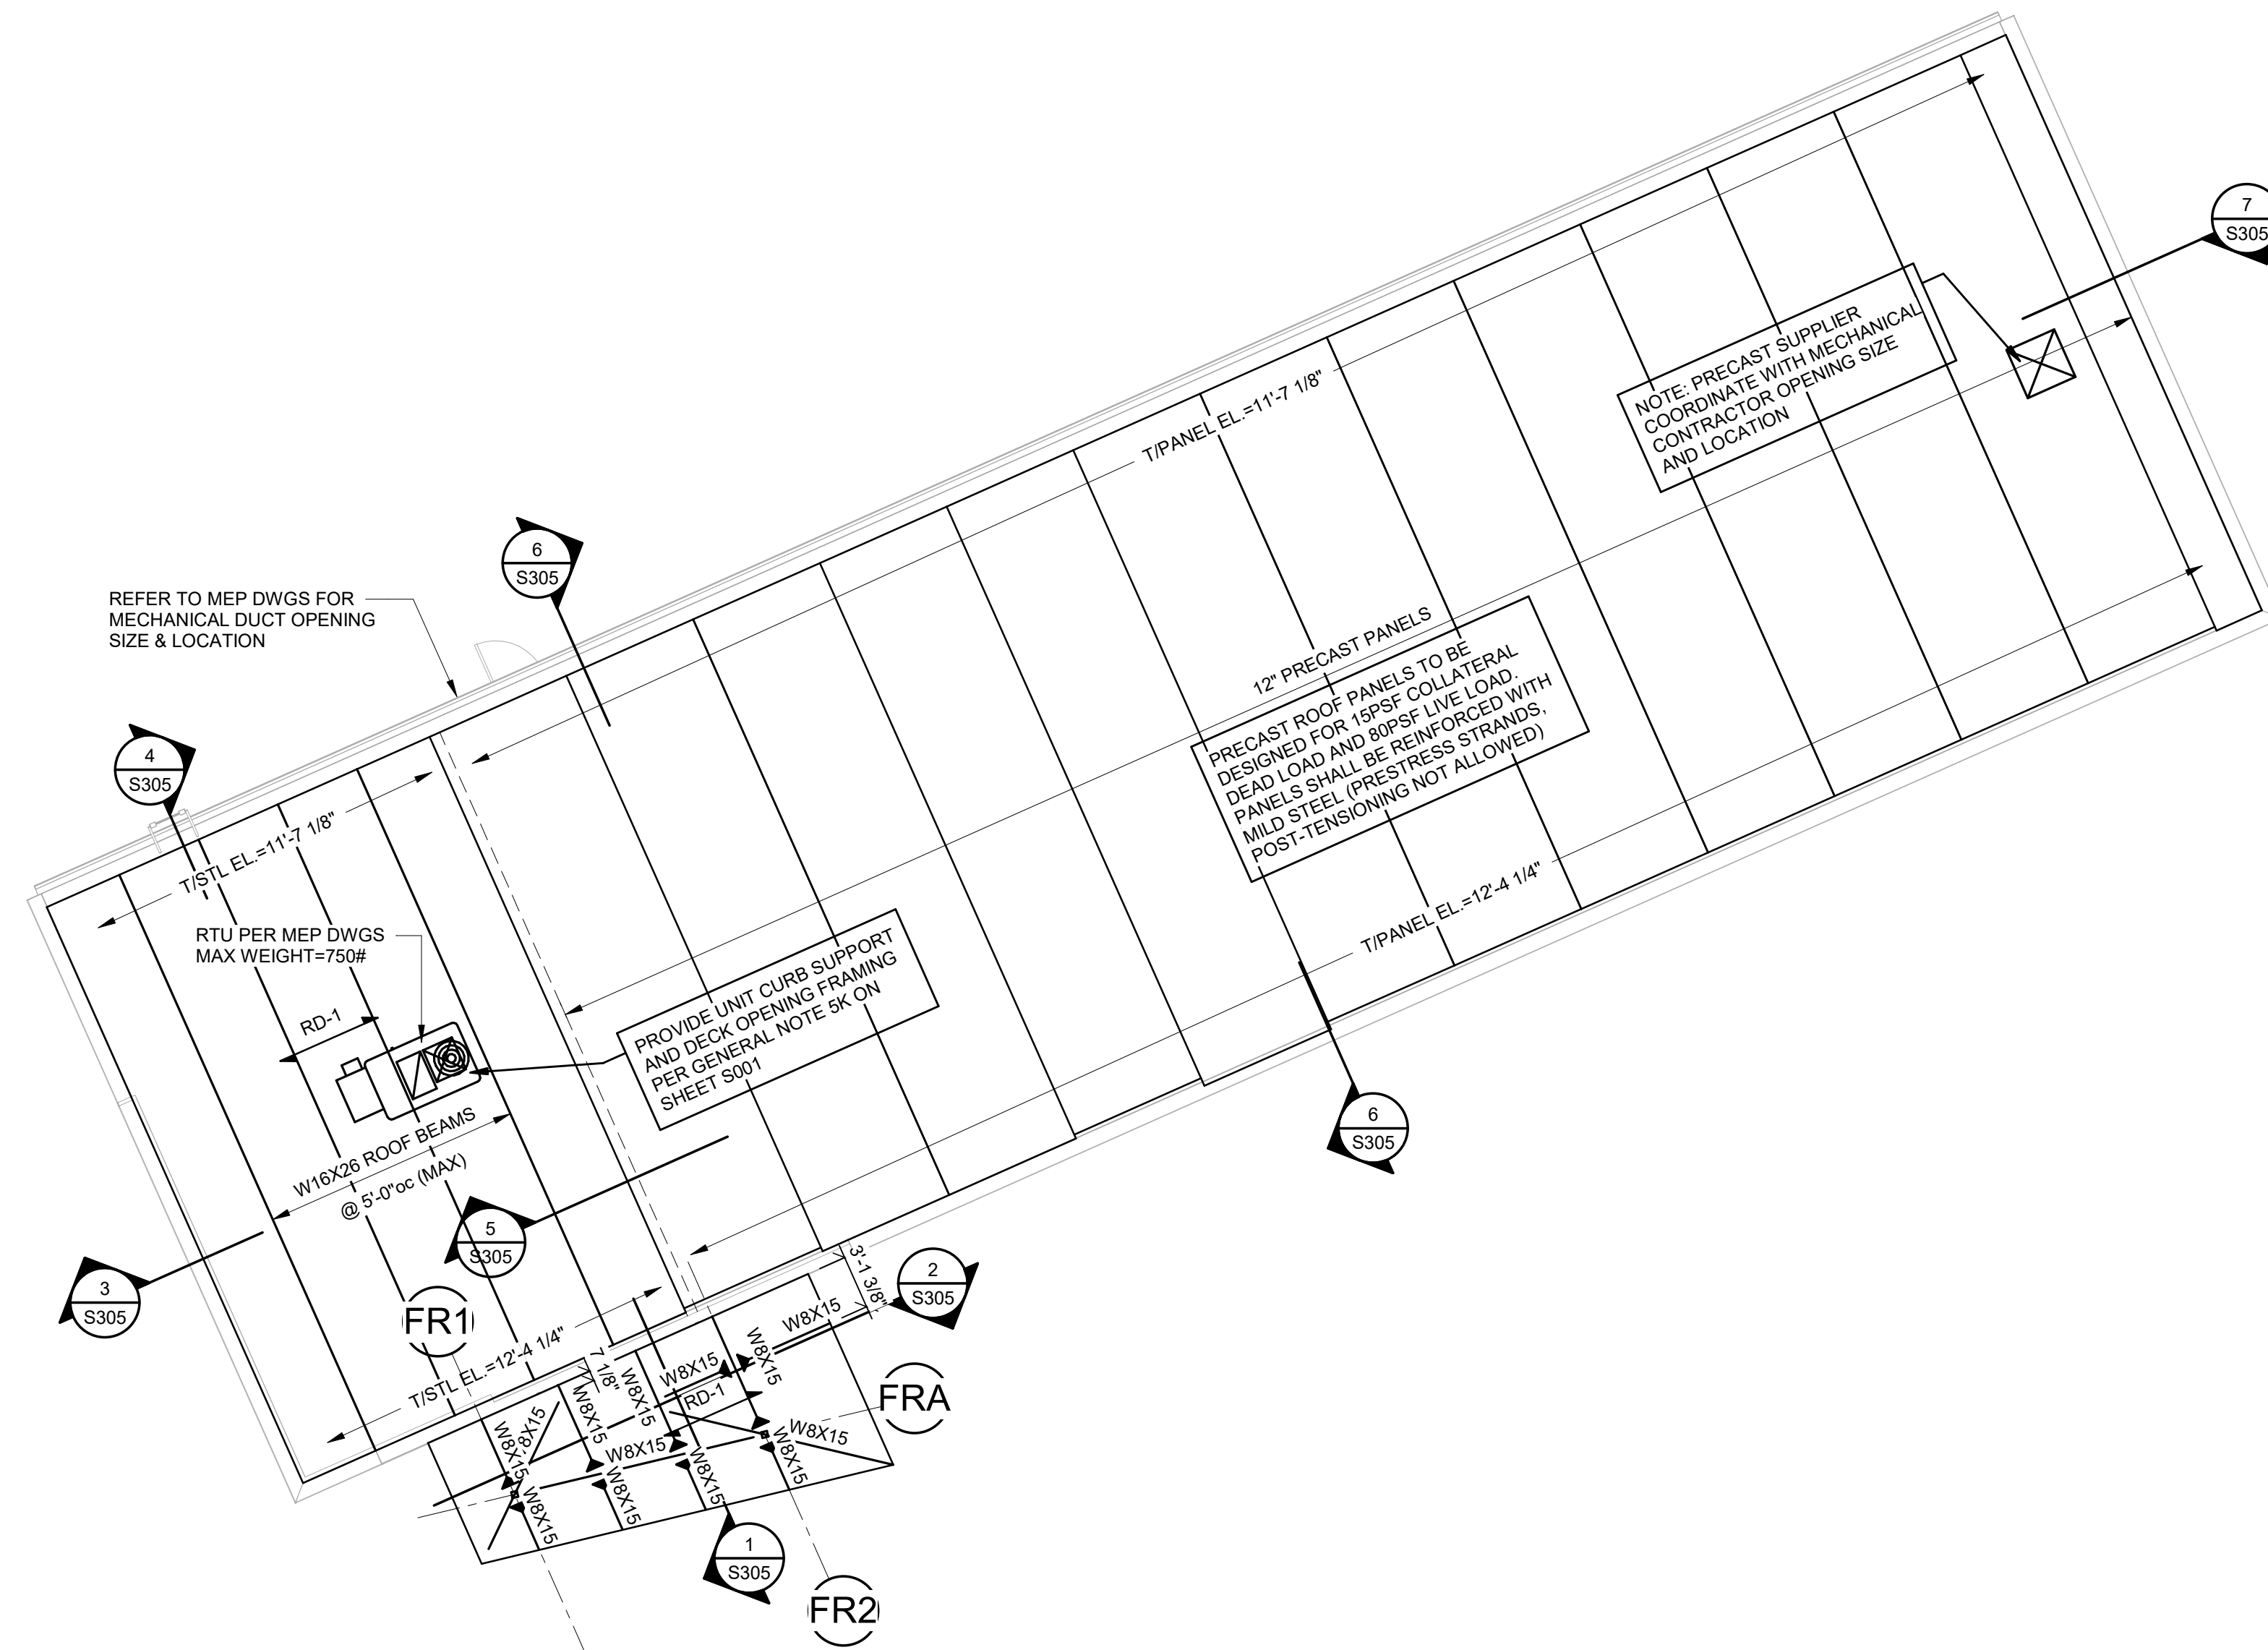 7
S305
6
S305
REFER TO MEP DWGS FOR
MECHANICAL DUCT OPENING
SIZE & LOCATION
NOTE: PRECAST SUPPLIER
COORDINATE WITH MECHANICAL
CONTRACTOR OPENING SIZE
AND LOCATION
T/PANEL EL.=11'-7 1/8"
12" PRECAST PANELS
PRECAST ROOF PANELS TO BE
DESIGNED FOR 15PSF COLLATERAL
DEAD LOAD AND 80PSF LIVE LOAD.
PANELS SHALL BE REINFORCED WITH
MILD STEEL (PRESTRESS STRANDS,
POST-TENSIONING NOT ALLOWED)
4
S305
T/STL EL.=11'-7 1/8"
RTU PER MEP DWGS
MAX WEIGHT=750#
RD-1
PROVIDE UNIT CURB SUPPORT
AND DECK OPENING FRAMING
PER GENERAL NOTE 5K ON
SHEET S001
T/PANEL EL.=12'-4 1/4"
W16X26 ROOF BEAMS
@ 5'-0"oc (MAX)
6
S305
5
S305
3
S305
2
S305
3'-1 3/8"
FR1
T/STL EL.=12'-4 1/4"
7 1/8"
W8X15
W8X15
W8X15
W8X15
W8X15
RD-1
FRA
W8X15
8X15
W8X15
W8X15
W8X15
W8X15
W8X15
W8X15
1
S305
FR2